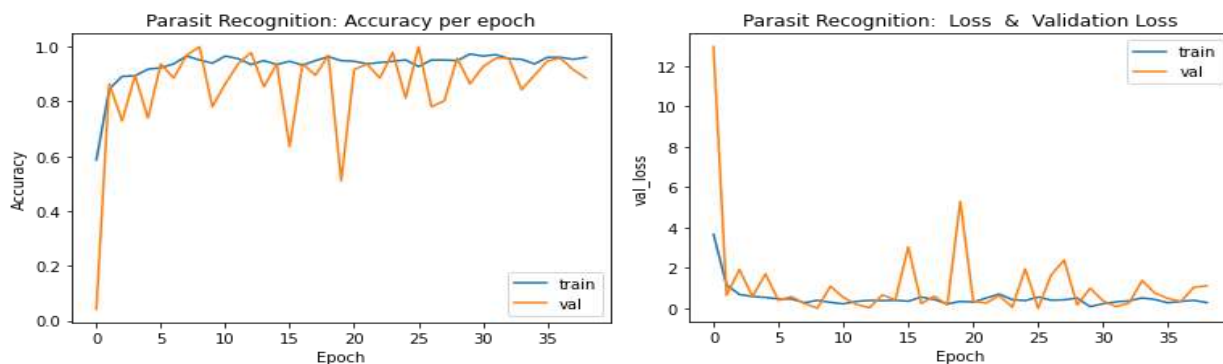 Parasit Recognition: Accuracy per epoch
1.0
0.8
0.6
0.4
0.2
0.0
Accuracy
0 5 10 15 20 25 30 35
Epoch
train
val
Parasit Recognition: Loss & Validation Loss
12
10
8
6
4
2
0
val_loss
0 5 10 15 20 25 30 35
Epoch
train
val